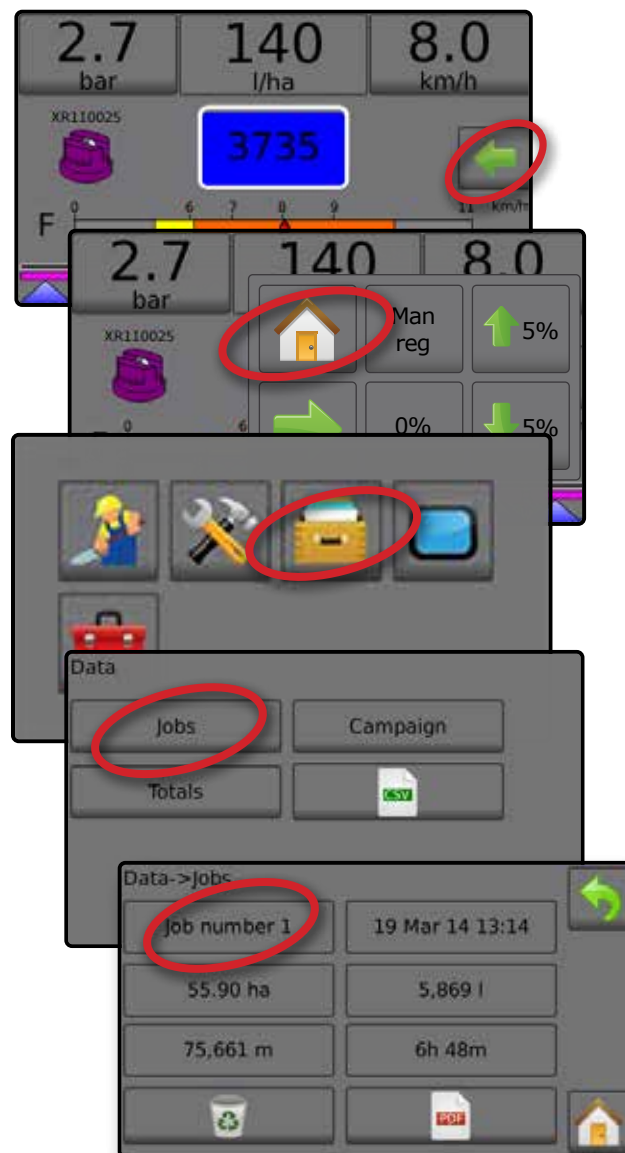 2.7 140 8.0
bar l/ha km/h
XR110025
3735
0 6 7 8 9 11 km/h
F
2.7 140 8.0
bar
XR110025
Man
reg
5%
0 6
0% 5%
Data
Jobs Campaign
Totals CSV
Data->Jobs
Job number 1 19 Mar 14 13:14
55.90 ha 5,869 l
75,661 m 6h 48m
PDF